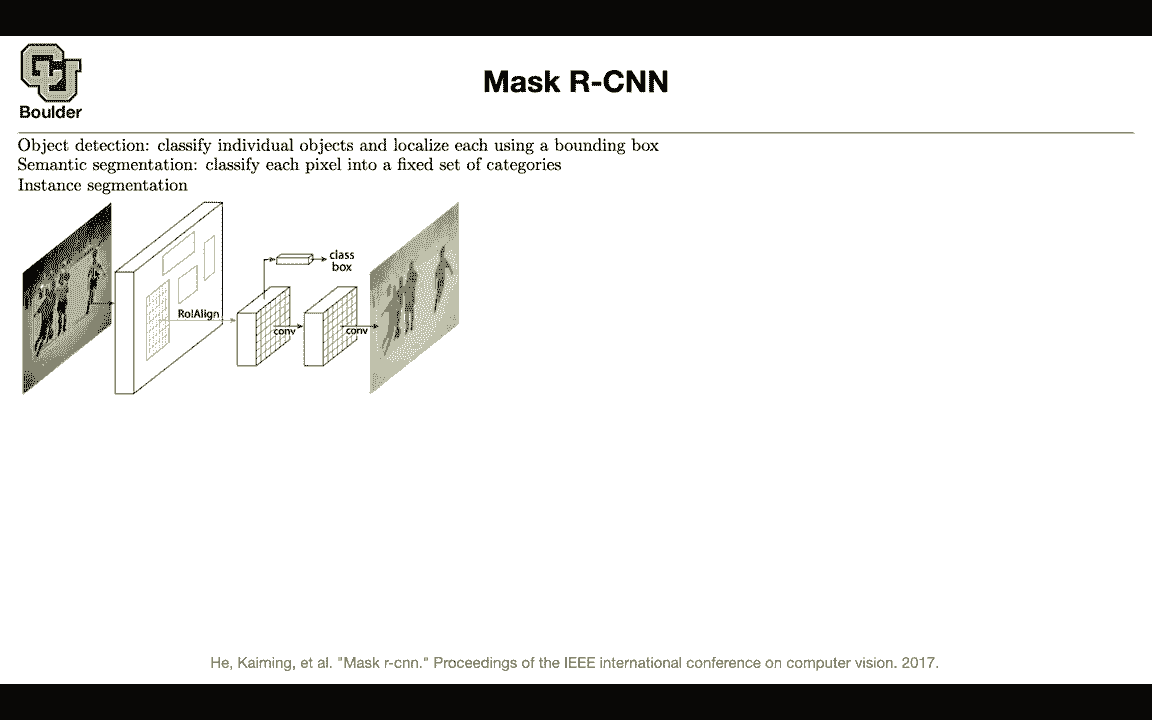 Boulder
Mask R-CNN
Object detection: classify individual objects and localize each using a bounding box
Semantic segmentation: classify each pixel into a fixed set of categories
Instance segmentation
class
box
RoIAlign
conv
conv
He, Kaiming, et al. "Mask r-cnn." Proceedings of the IEEE international conference on computer vision. 2017.